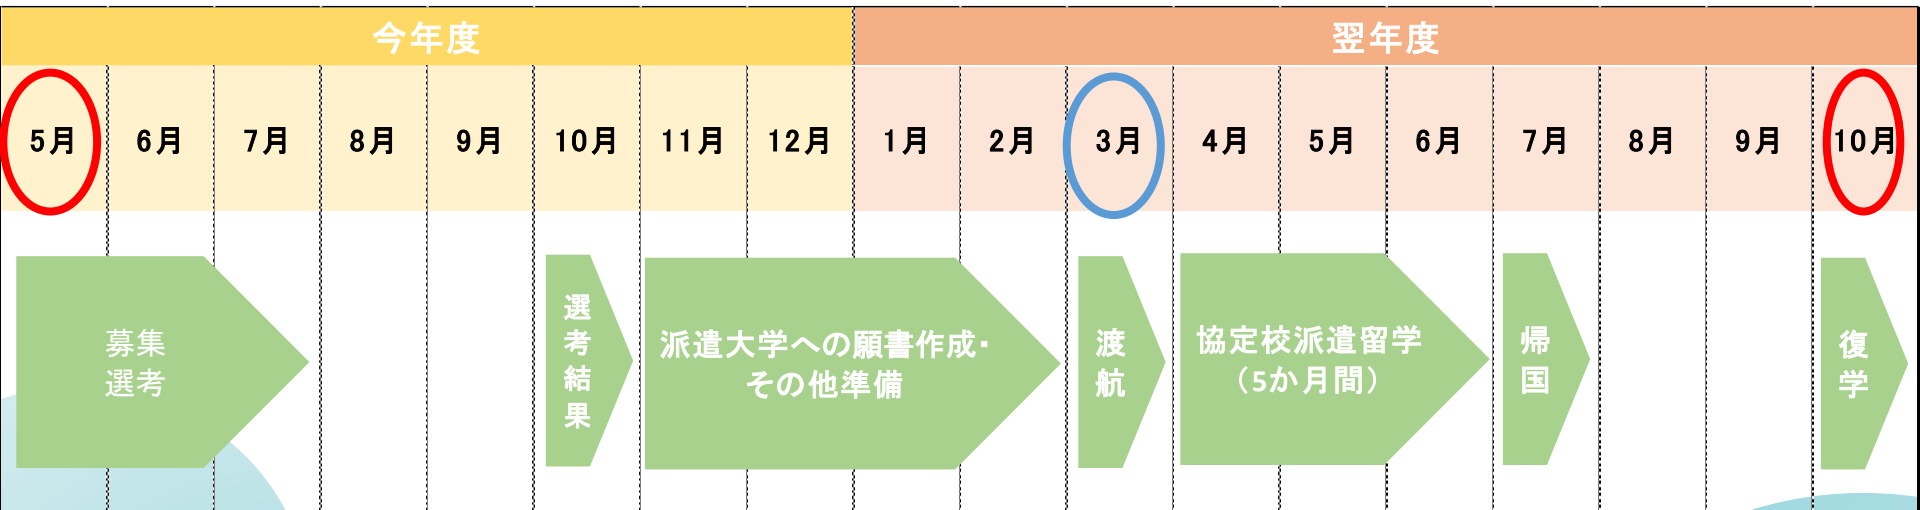 今年度
翌年度
5月
6月
7月
8月
9月
10月
11月
12月
1月
2月
3月
4月
5月
6月
7月
8月
9月
10月
募集
選考
選考結果
派遣大学への願書作成・
その他準備
渡航
協定校派遣留学
（5か月間）
帰国
復学